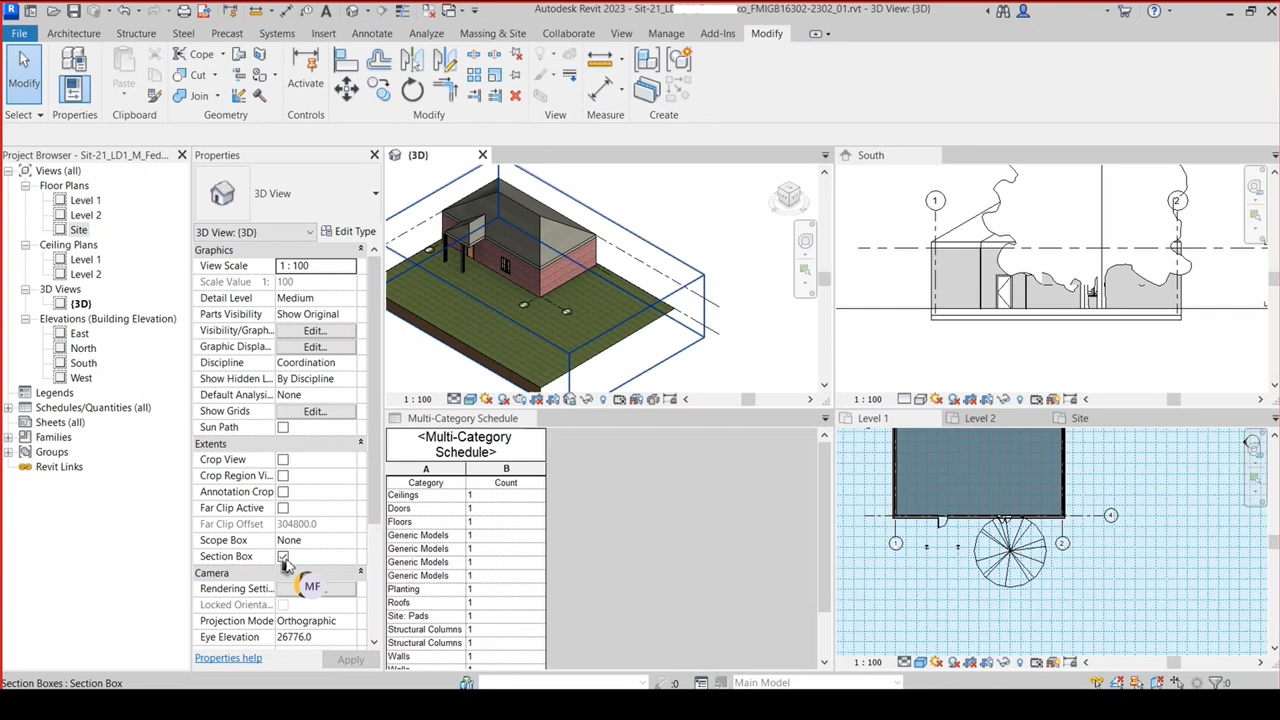 Autodesk Revit 2023 - Sit-21_LD ko_FMIGB16302-2302_01.rvt - 3D View: {3D}
File Architecture Structure Steel Precast Systems Insert Annotate Analyze Massing & Site Collaborate View Manage Add-Ins Modify
Cope
Modify Paste Cut Activate
Join
Select Properties Clipboard Geometry Controls Modify View Measure Create
Project Browser - Sit-21_LD1_M_Fed...
Views (all)
Floor Plans
Level 1
Level 2
Site
Ceiling Plans
Level 1
Level 2
3D Views
{3D}
Elevations (Building Elevation)
East
North
South
West
Legends
Schedules/Quantities (all)
Sheets (all)
Families
Groups
Revit Links
Properties
3D View
3D View: {3D} Edit Type
Graphics
View Scale 1 : 100
Scale Value 1: 100
Detail Level Medium
Parts Visibility Show Original
Visibility/Graph... Edit...
Graphic Displa... Edit...
Discipline Coordination
Show Hidden L... By Discipline
Default Analysi... None
Show Grids Edit...
Sun Path
Extents
Crop View
Crop Region Vi...
Annotation Crop
Far Clip Active
Far Clip Offset 304800.0
Scope Box None
Section Box
Camera
Rendering Setti... MF .
Locked Orienta...
Projection Mode Orthographic
Eye Elevation 26776.0
Properties help Apply
{3D}
1 : 100
South
1 2
1 : 100
Multi-Category Schedule
<Multi-Category
Schedule>
A B
Category Count
Ceilings 1
Doors 1
Floors 1
Generic Models 1
Generic Models 1
Generic Models 1
Generic Models 1
Planting 1
Roofs 1
Site: Pads 1
Structural Columns 1
Structural Columns 1
Walls 1
Level 1 Level 2 Site
4
1 2
1 : 100
Section Boxes : Section Box :0 Main Model :0